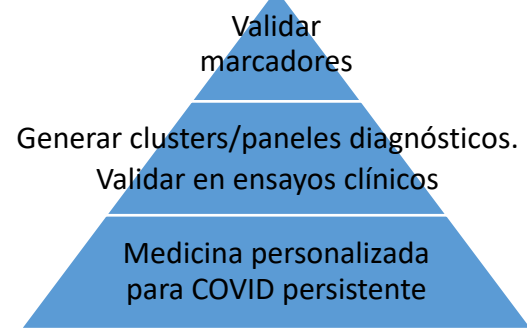 Validar
marcadores
Generar clusters/paneles diagnósticos.
Validar en ensayos clínicos
Medicina personalizada
para COVID persistente